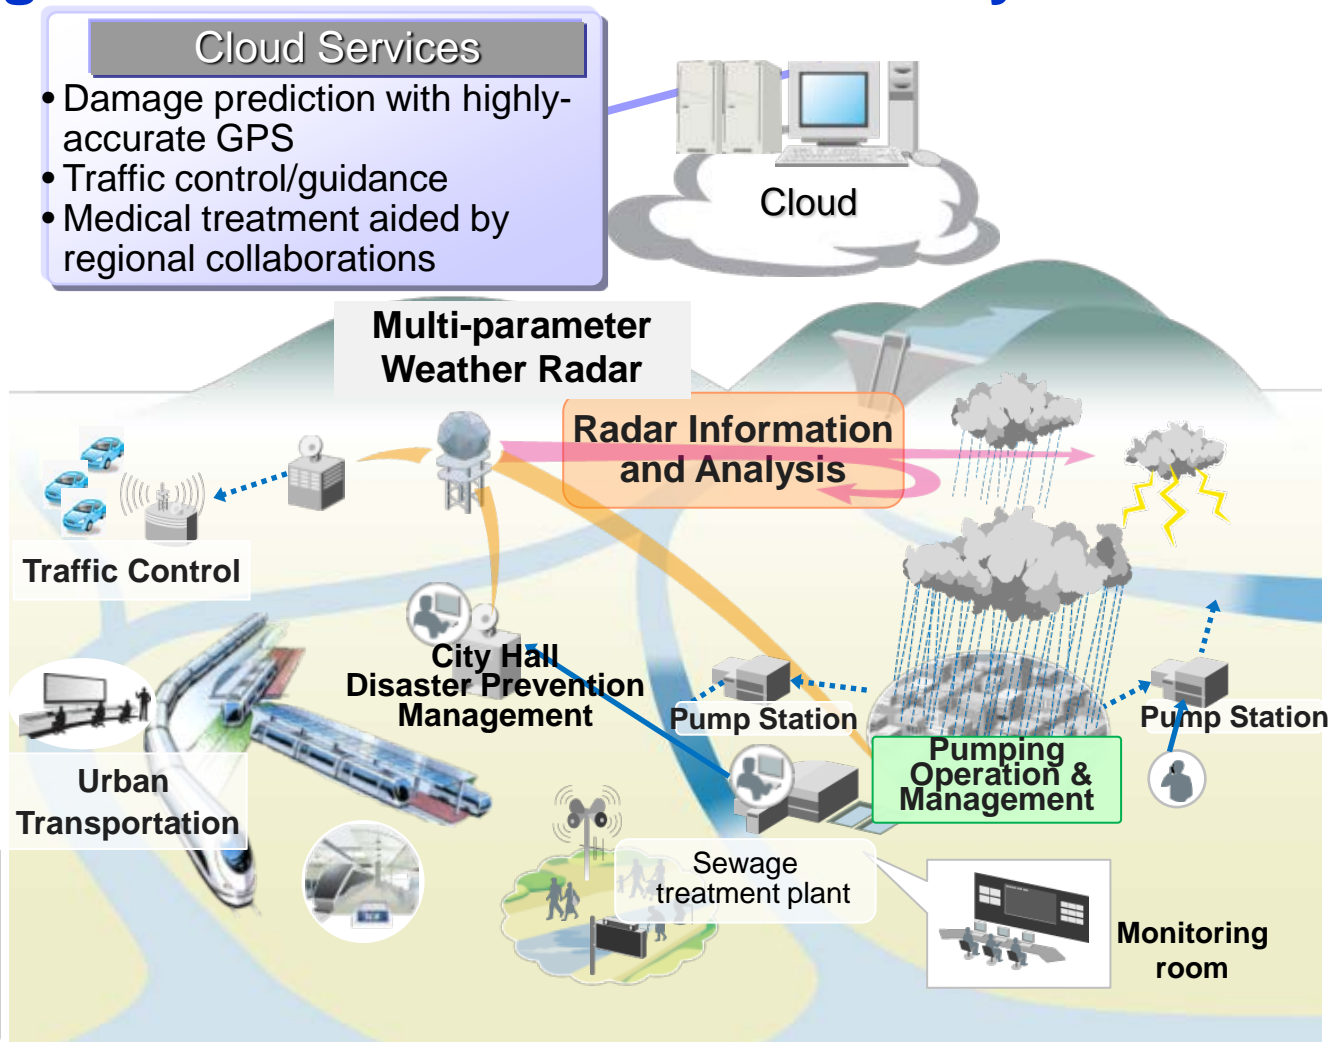 Cloud Services
• Damage prediction with highly-
accurate GPS
• Traffic control/guidance
• Medical treatment aided by
regional collaborations
Cloud
Multi-parameter
Weather Radar
Radar Information
and Analysis
Traffic Control
City Hall
Disaster Prevention
Management
Pump Station
Pump Station
Pumping
Operation &
Management
Urban
Transportation
Sewage
treatment plant
Monitoring
room